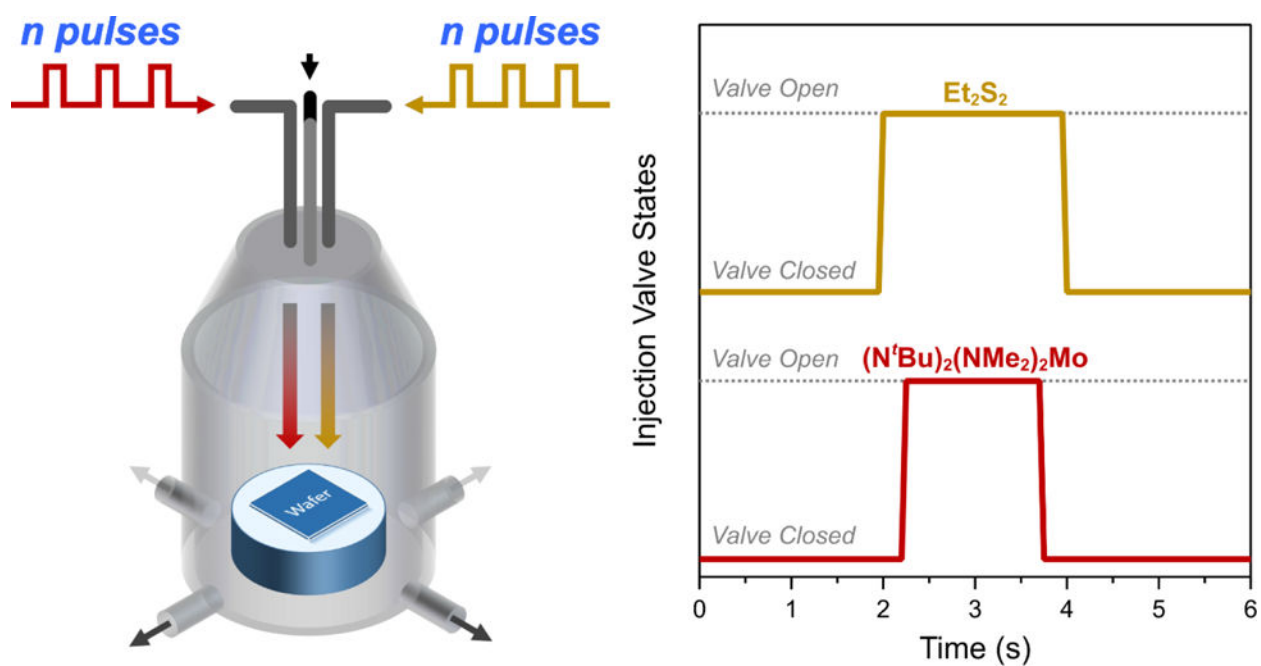 n pulses
n pulses
Wafer
Injection Valve States
Valve Open
Et₂S₂
Valve Closed
Valve Open
(NᵗBu)₂(NMe₂)₂Mo
Valve Closed
0 1 2 3 4 5 6
Time (s)